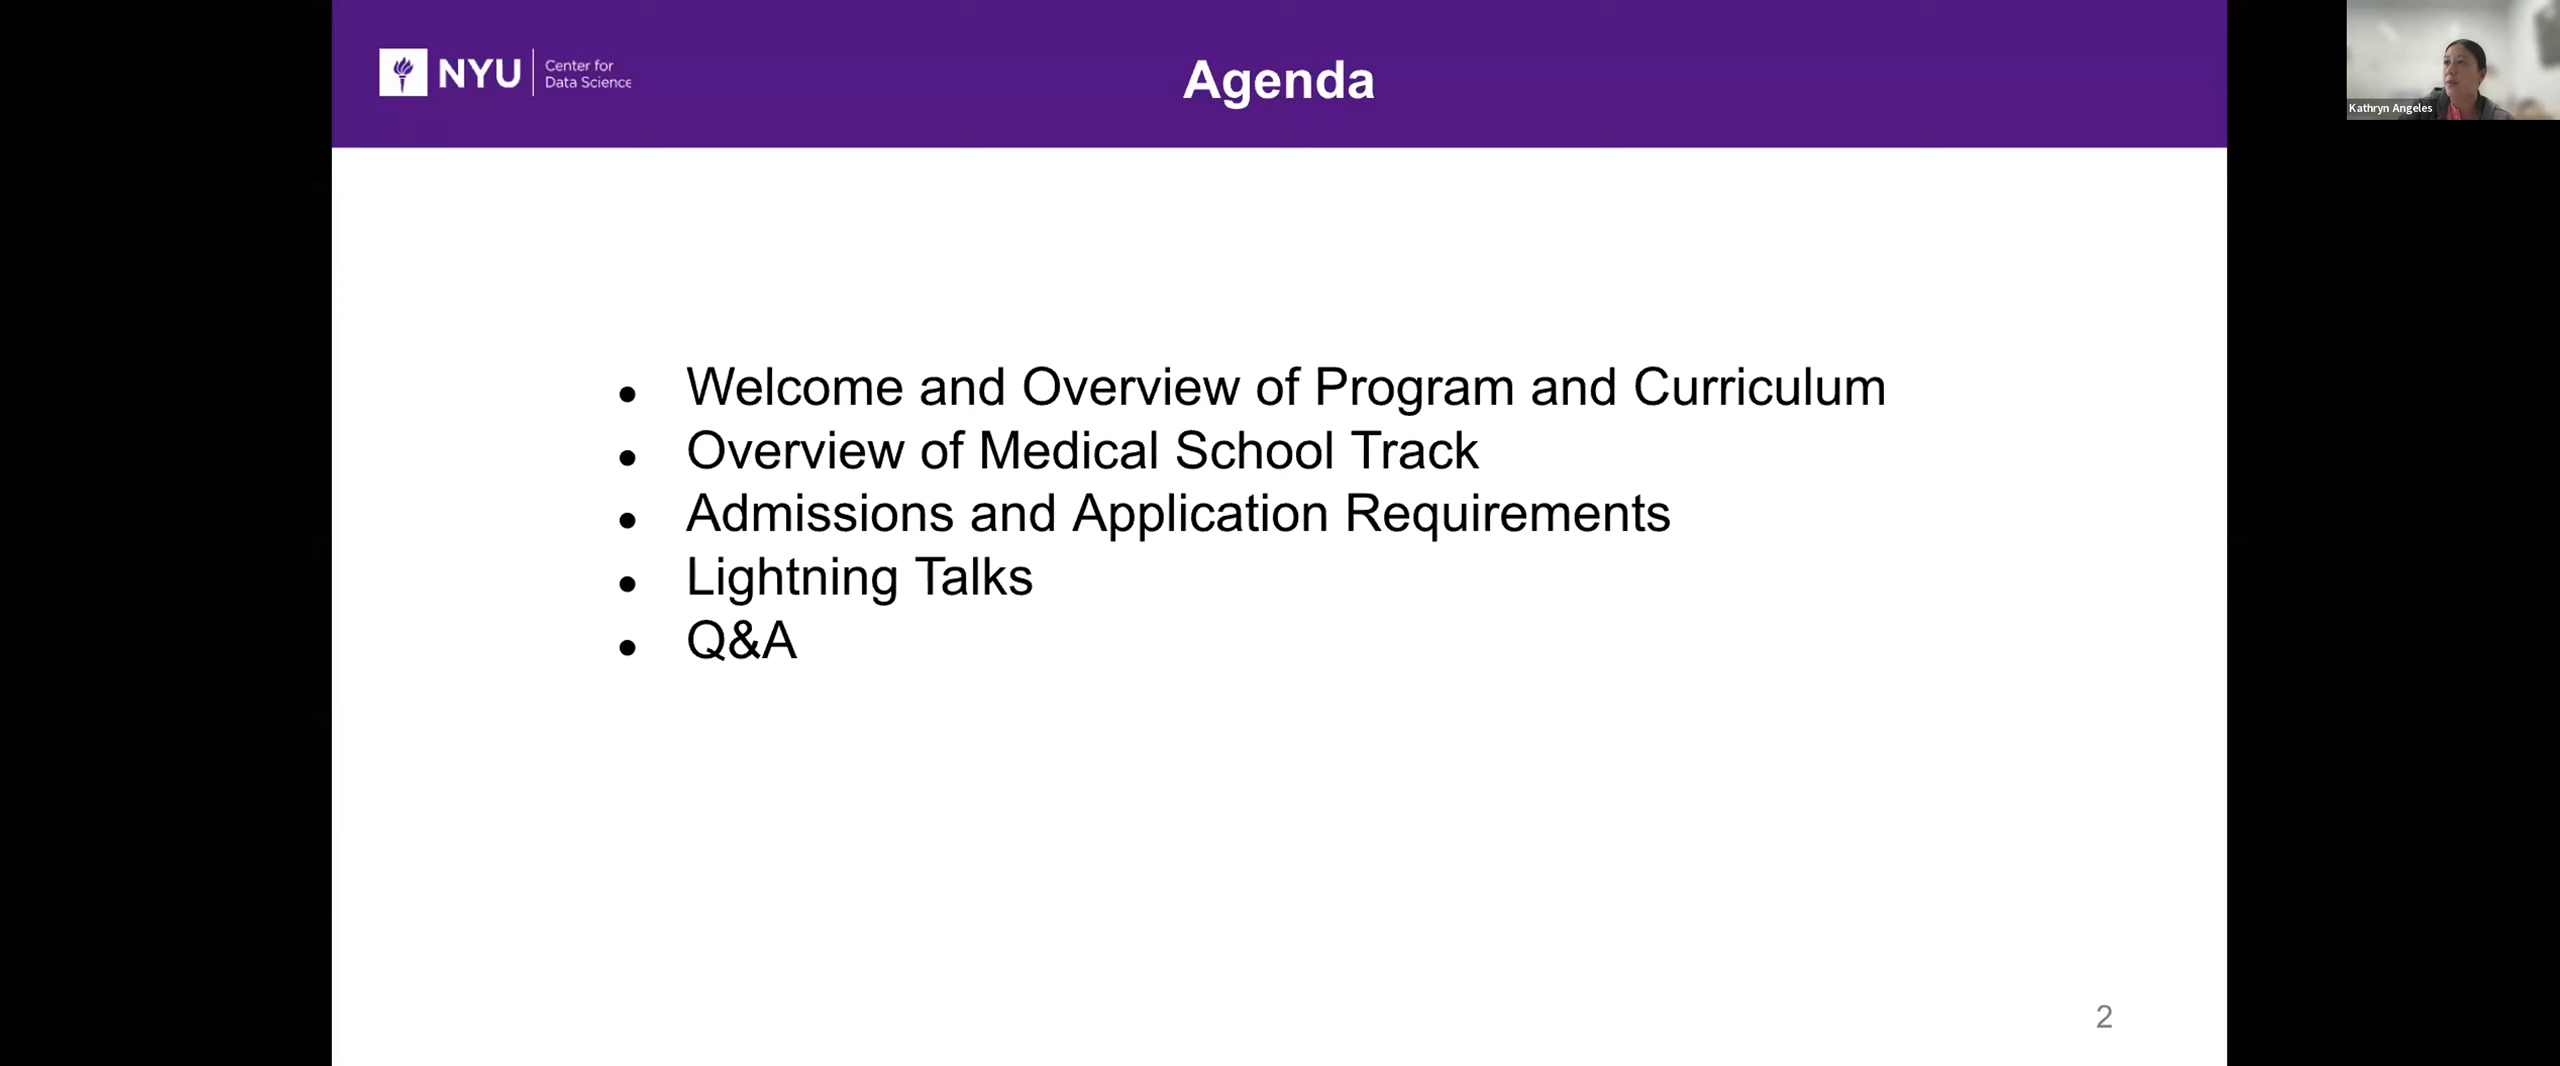 NYU
Center for
Data Science
Agenda
Kathryn Angeles
● Welcome and Overview of Program and Curriculum
● Overview of Medical School Track
● Admissions and Application Requirements
● Lightning Talks
● Q&A
2